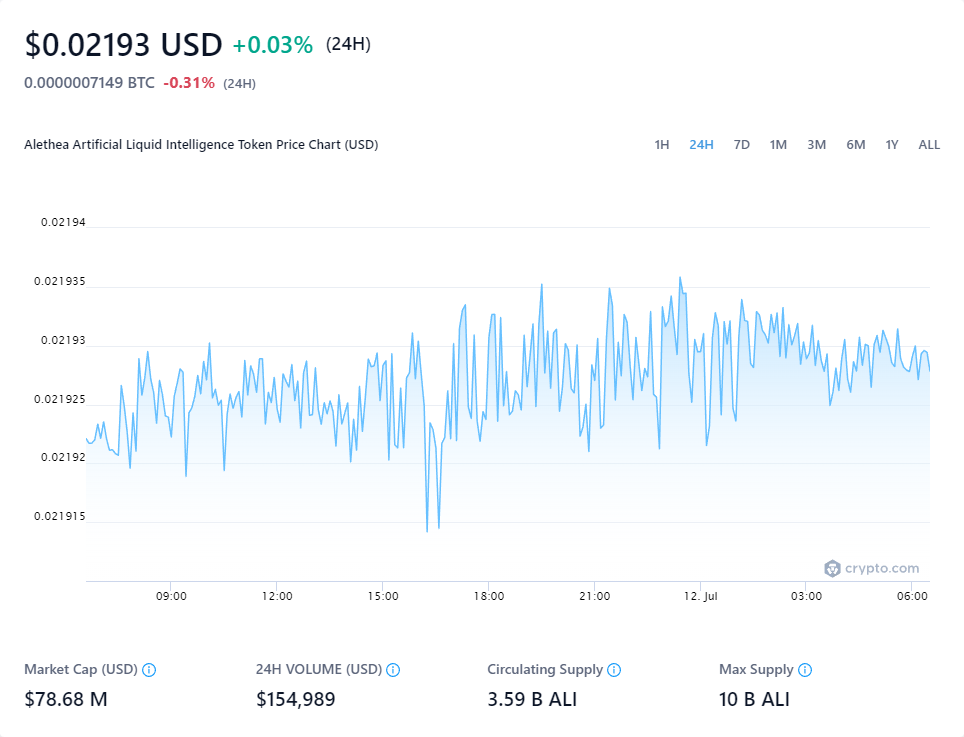 $0.02193 USD +0.03% (24H)
0.0000007149 BTC -0.31% (24H)
Alethea Artificial Liquid Intelligence Token Price Chart (USD)
1H 24H 7D 1M 3M 6M 1Y ALL
0.02194
0.021935
0.02193
0.021925
0.02192
0.021915
crypto.com
09:00 12:00 15:00 18:00 21:00 12. Jul 03:00 06:00
Market Cap (USD) 24H VOLUME (USD) Circulating Supply Max Supply
$78.68 M $154,989 3.59 B ALI 10 B ALI